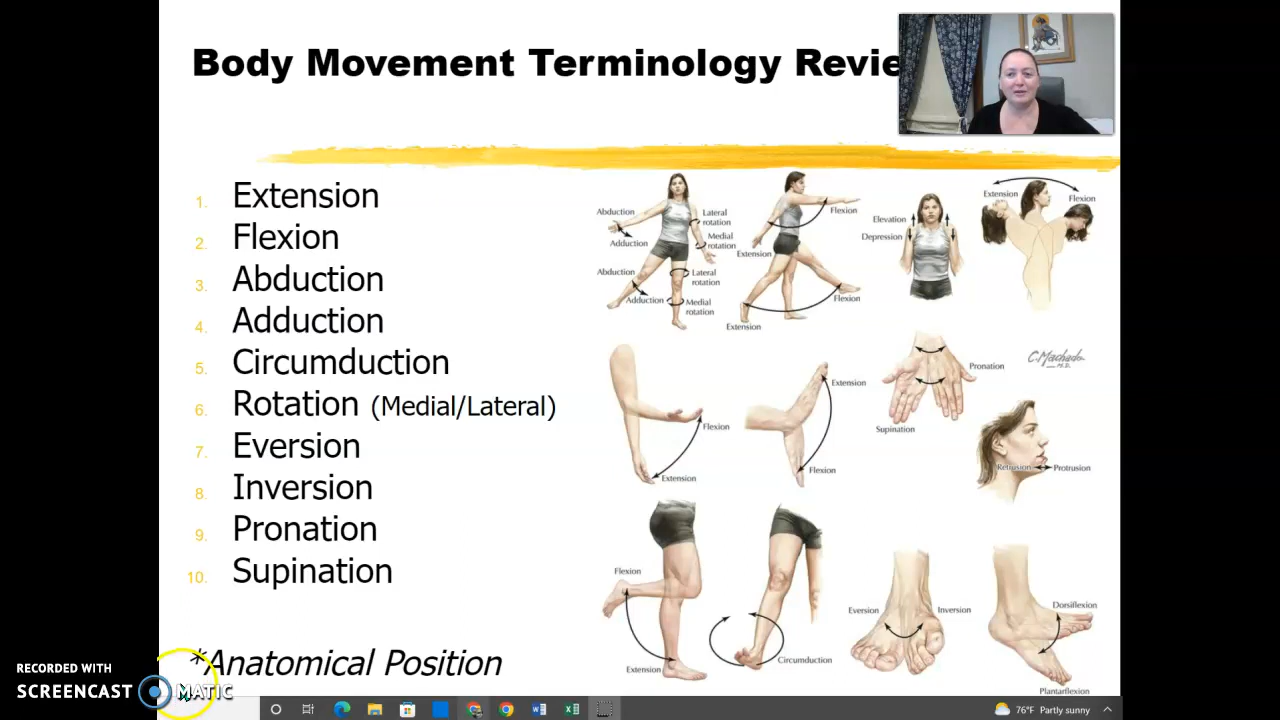 Body Movement Terminology Revie
1. Extension
2. Flexion
3. Abduction
4. Adduction
5. Circumduction
6. Rotation (Medial/Lateral)
7. Eversion
8. Inversion
9. Pronation
10. Supination
*Anatomical Position
Abduction
Adduction
Lateral
rotation
Medial
rotation
Abduction
Adduction
Lateral
rotation
Medial
rotation
Flexion
Extension
Flexion
Extension
Elevation
Depression
Extension
Flexion
Flexion
Extension
Extension
Flexion
Pronation
Supination
C.Machado
M.D.
Retrusion
Protrusion
Flexion
Extension
Circumduction
Eversion
Inversion
Dorsiflexion
Plantarflexion
RECORDED WITH
SCREENCAST MATIC
76°F Partly sunny